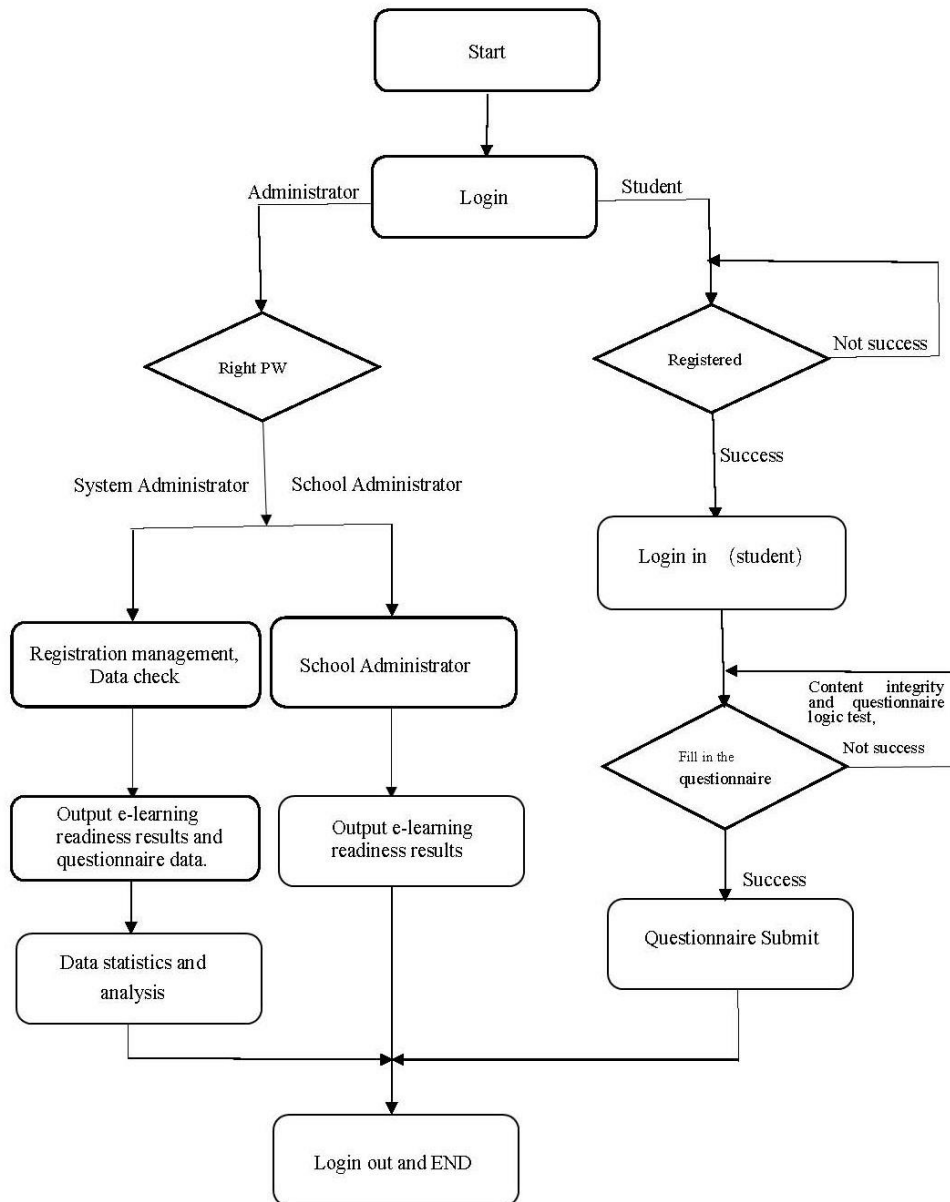 Start
Login
Administrator
Student
Right PW
Registered
Not success
Success
System Administrator
School Administrator
Login in （student）
Registration management,
Data check
School Administrator
Content integrity
and questionnaire
logic test,
Not success
Fill in the
questionnaire
Output e-learning
readiness results and
questionnaire data.
Output e-learning
readiness results
Success
Questionnaire Submit
Data statistics and
analysis
Login out and END